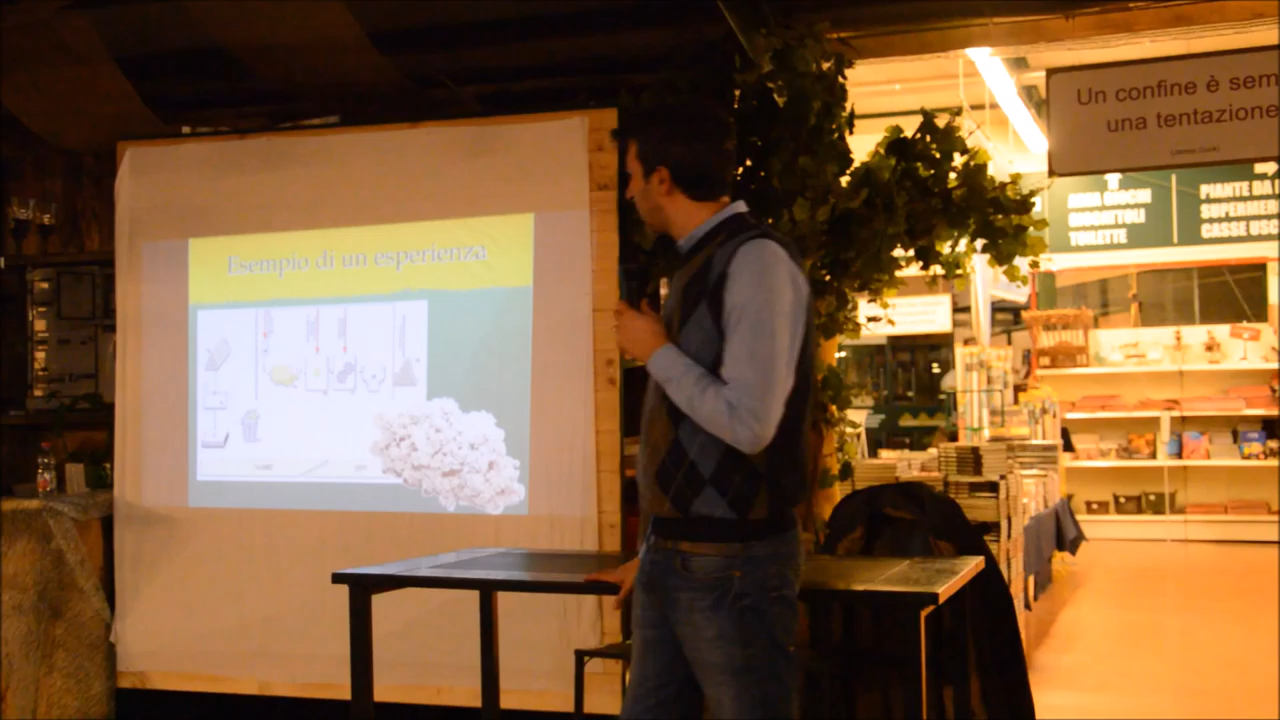 Esempio di un esperienza
Un confine è sem
una tentazione
AREA GIOCHI
GIOCATTOLI
TOILETTE
PIANTE DA
SUPERMER
CASSE USC